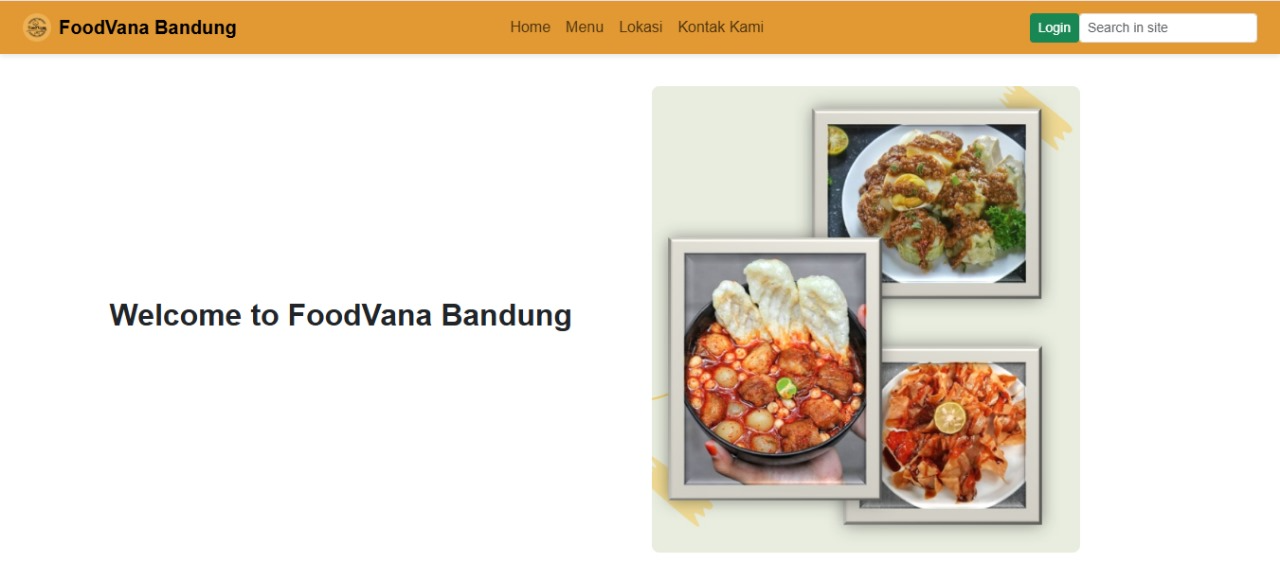 FoodVana Bandung
Home Menu Lokasi Kontak Kami
Login
Search in site
Welcome to FoodVana Bandung